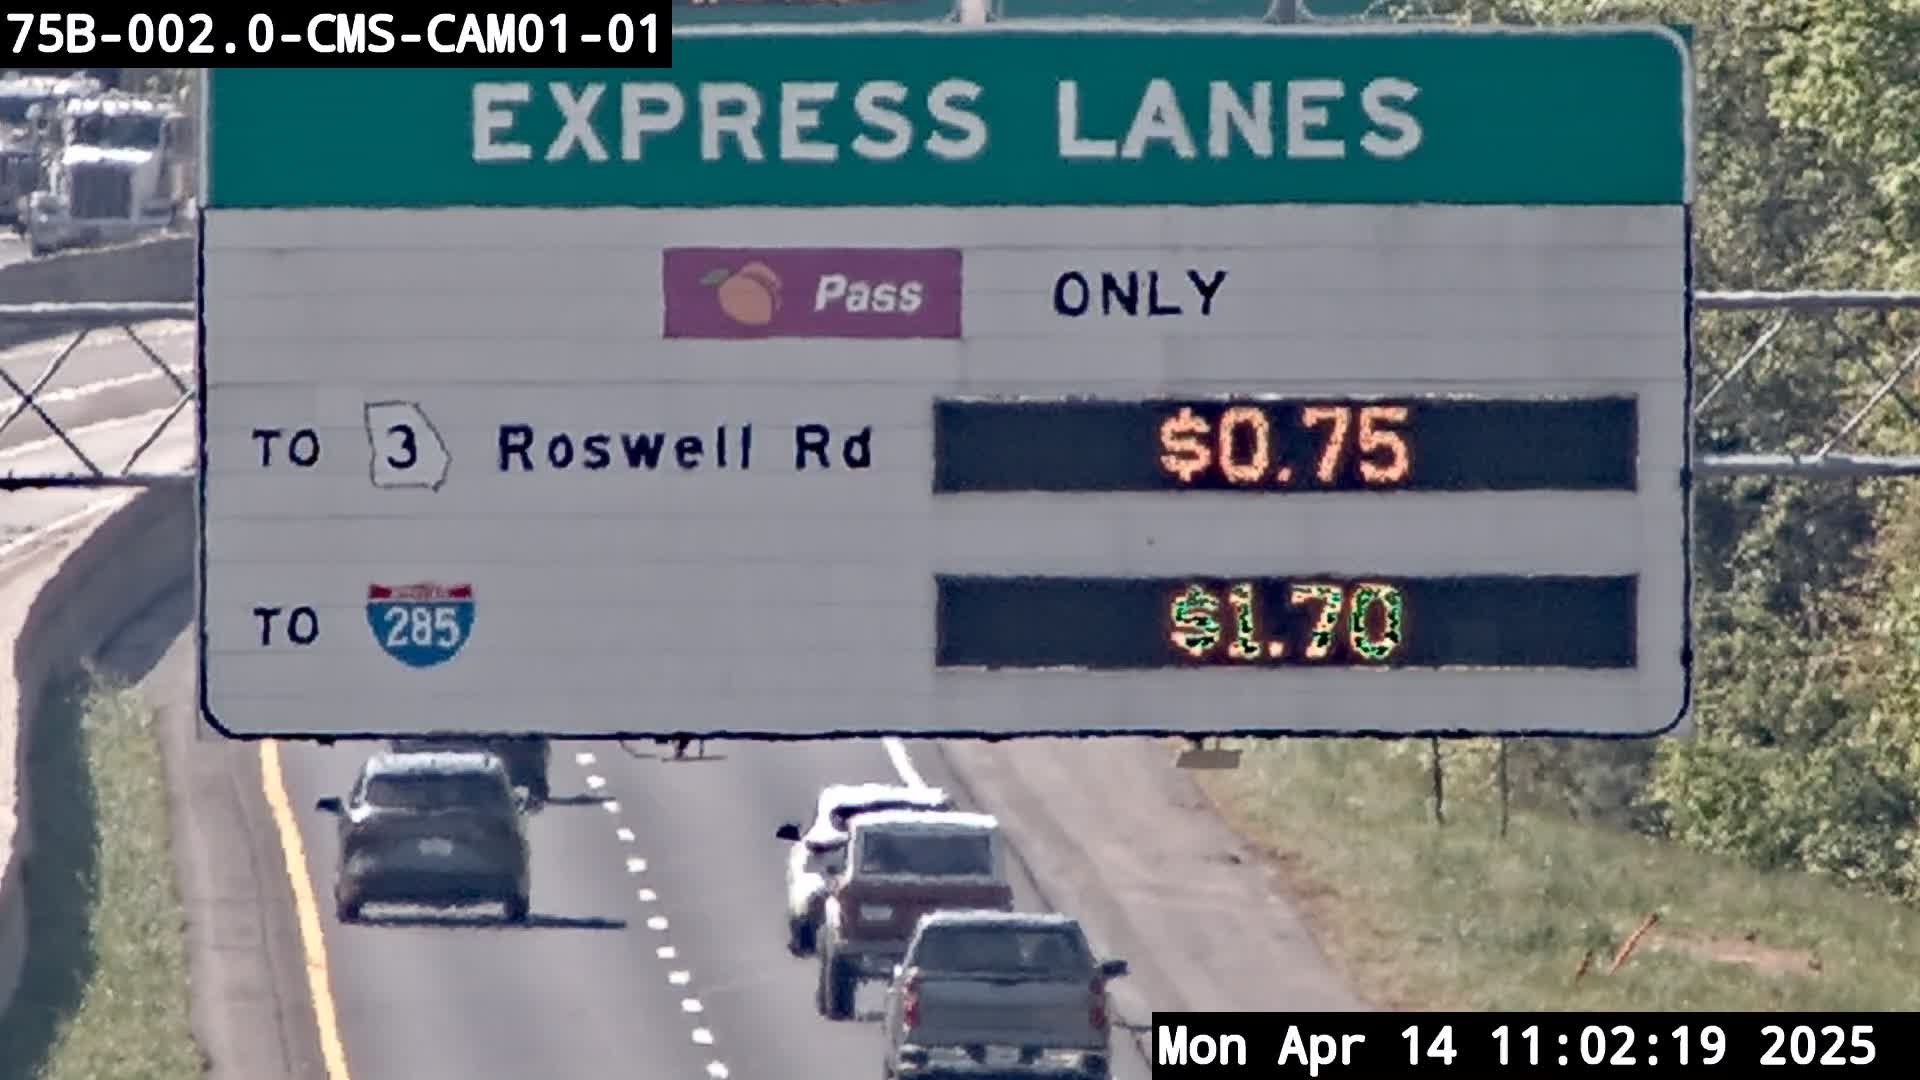 75B-002.0-CMS-CAM01-01
EXPRESS LANES
Pass ONLY
TO 3 Roswell Rd $0.75
TO 285 $1.70
Mon Apr 14 11:02:19 2025